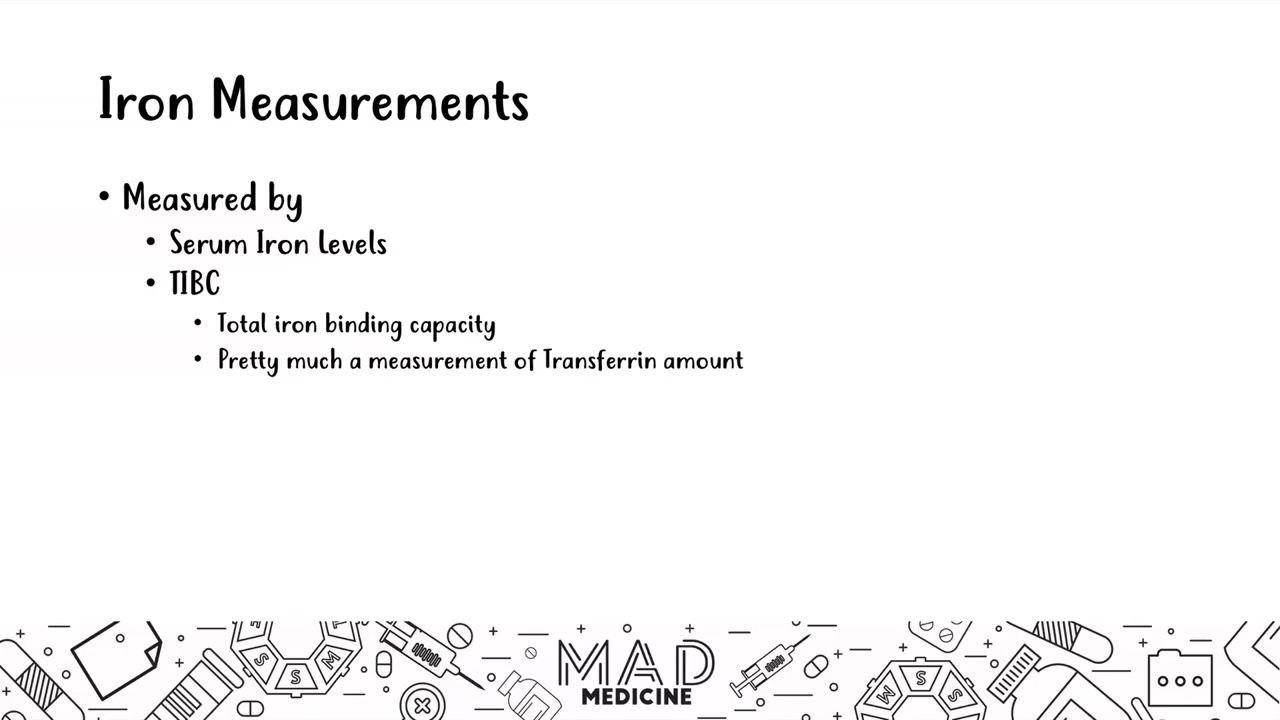 Iron Measurements
• Measured by
• Serum Iron Levels
• TIBC
• Total iron binding capacity
• Pretty much a measurement of Transferrin amount
S
S
M
M
S
S
MAD
MEDICINE